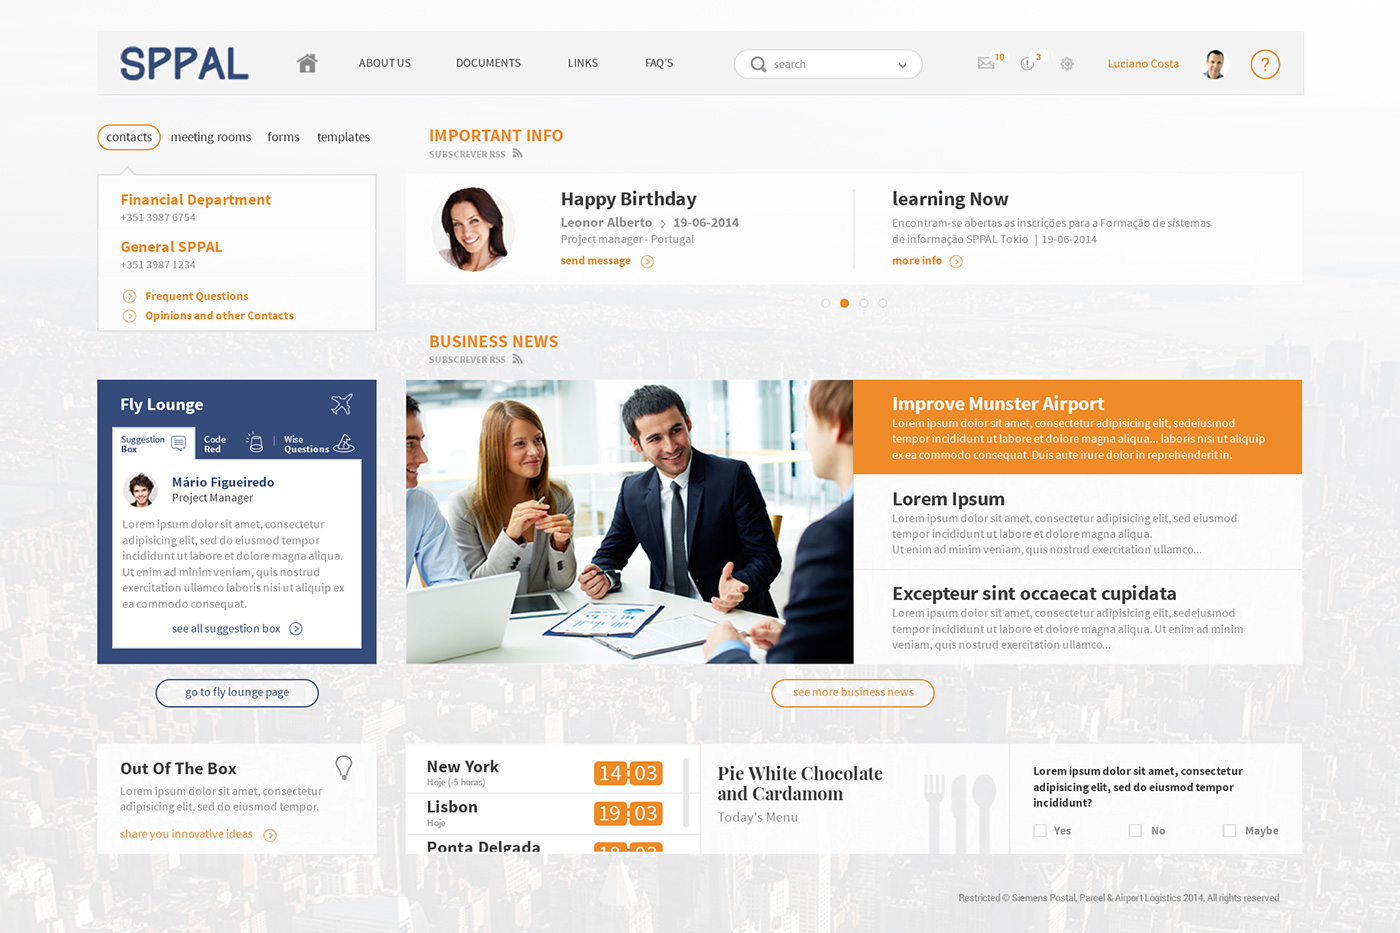 SPPAL
ABOUT US
DOCUMENTS
LINKS
FAQ'S
search
10
3
Luciano Costa
?
contacts
meeting rooms
forms
templates
Financial Department
+351 3987 6754
General SPPAL
+351 3987 1234
Frequent Questions
Opinions and other Contacts
IMPORTANT INFO
SUBSCREVER RSS
Happy Birthday
Leonor Alberto > 19-06-2014
Project manager - Portugal
send message
learning Now
Encontram-se abertas as inscrições para a Formação de sistemas
de informação SPPAL Tokio | 19-06-2014
more info
BUSINESS NEWS
SUBSCREVER RSS
Fly Lounge
Suggestion
Box
Code
Red
Wise
Questions
Mário Figueiredo
Project Manager
Lorem ipsum dolor sit amet, consectetur
adipisicing elit, sed do eiusmod tempor
incididunt ut labore et dolore magna aliqua.
Ut enim ad minim veniam, quis nostrud
exercitation ullamco laboris nisi ut aliquip ex
ea commodo consequat.
see all suggestion box
go to fly lounge page
Improve Munster Airport
Lorem ipsum dolor sit amet, consectetur adipisicing elit, sedeiusmod
tempor incididunt ut labore et dolore magna aliqua... laboris nisi ut aliquip
ex ea commodo consequat. Duis aute irure dolor in reprehenderit in.
Lorem Ipsum
Lorem ipsum dolor sit amet, consectetur adipisicing elit, sed eiusmod
tempor incididunt ut labore et dolore magna aliqua.
Ut enim ad minim veniam, quis nostrud exercitation ullamco...
Excepteur sint occaecat cupidata
Lorem ipsum dolor sit amet, consectetur adipisicing elit, sed eiusmod
tempor incididunt ut labore et dolore magna aliqua. Ut enim ad minim
veniam, quis nostrud exercitation ullamco...
see more business news
Out Of The Box
Lorem ipsum dolor sit amet, consectetur
adipisicing elit, sed do eiusmod tempor.
share you innovative ideas
New York
Hoje (-5 horas)
14:03
Lisbon
Hoje
19:03
Ponta Delgada
18:03
Pie White Chocolate
and Cardamom
Today's Menu
Lorem ipsum dolor sit amet, consectetur
adipisicing elit, sed do eiusmod tempor
incididunt?
Yes
No
Maybe
Restricted © Siemens Postal, Parcel & Airport Logistics 2014, All rights reserved